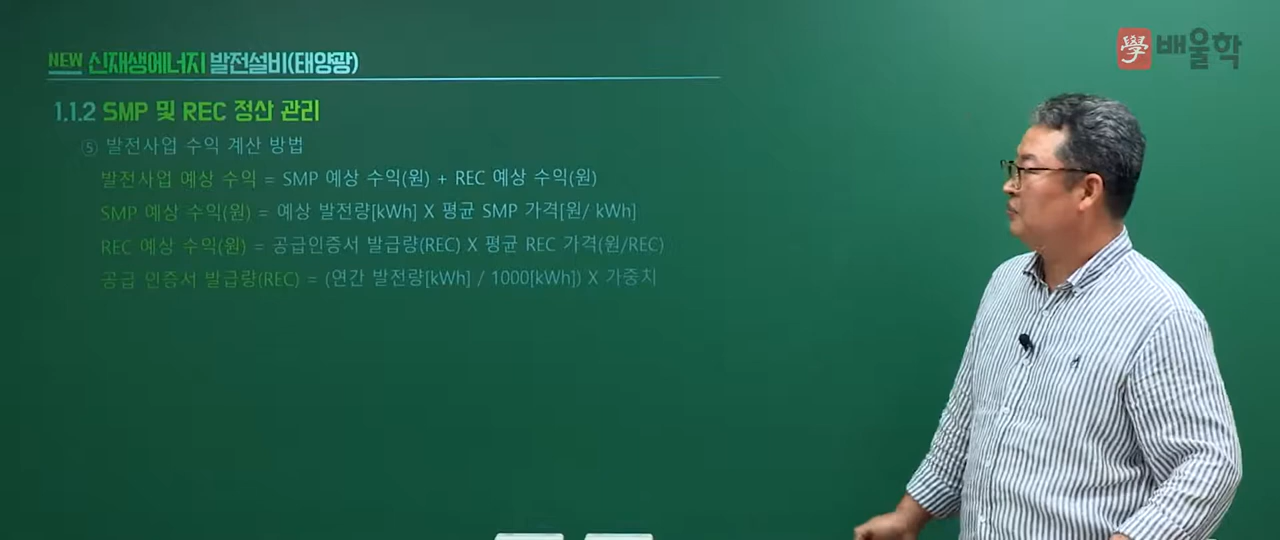 NEW 신재생에너지 발전설비(태양광)
學 배울학
1.1.2 SMP 및 REC 정산 관리
⑤ 발전사업 수익 계산 방법
발전사업 예상 수익 = SMP 예상 수익(원) + REC 예상 수익(원)
SMP 예상 수익(원) = 예상 발전량[kWh] X 평균 SMP 가격[원/ kWh]
REC 예상 수익(원) = 공급인증서 발급량(REC) X 평균 REC 가격(원/REC)
공급 인증서 발급량(REC) = (연간 발전량[kWh] / 1000[kWh]) X 가중치